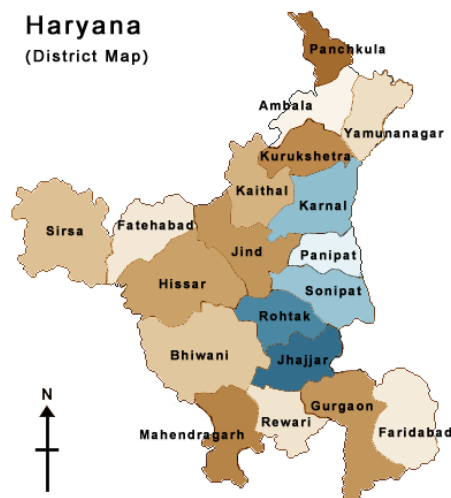 Haryana
(District Map)
Panchkula
Ambala
Yamunanagar
Kurukshetra
Kaithal
Karnal
Sirsa
Fatehabad
Jind
Panipat
Hissar
Sonipat
Rohtak
Bhiwani
Jhajjar
N
Gurgaon
Rewari
Mahendragarh
Faridabad